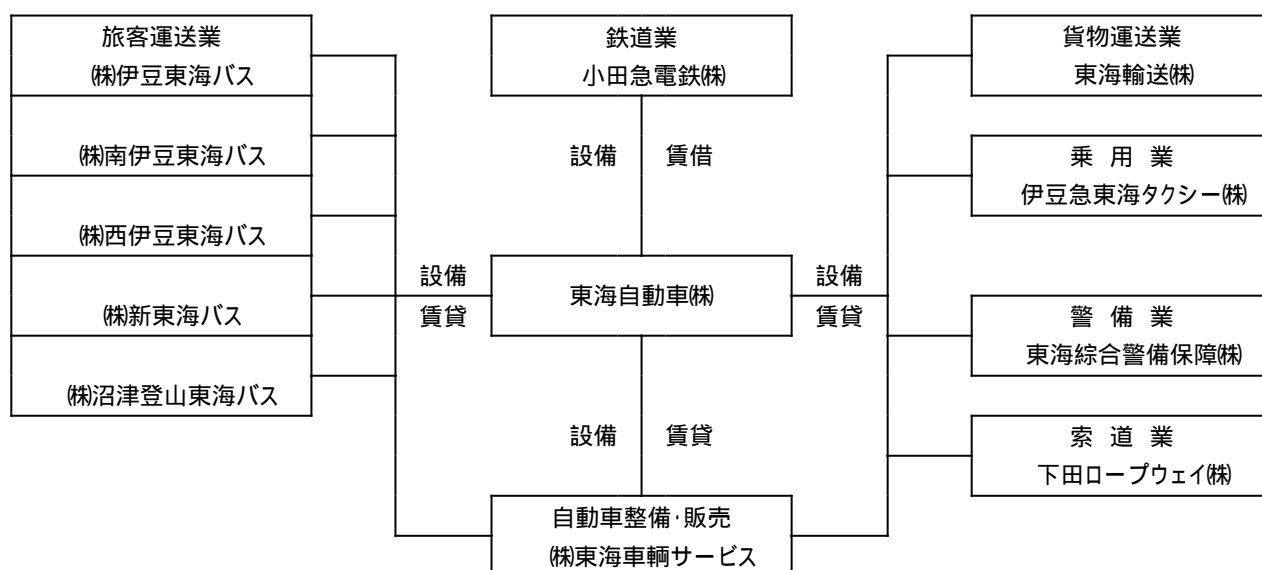 旅客運送業
㈱伊豆東海バス
㈱南伊豆東海バス
㈱西伊豆東海バス
㈱新東海バス
㈱沼津登山東海バス
鉄道業
小田急電鉄㈱
設備 賃借
設備
賃貸
東海自動車㈱
設備
賃貸
設備 賃貸
自動車整備・販売
㈱東海車輌サービス
貨物運送業
東海輸送㈱
乗 用 業
伊豆急東海タクシー㈱
警 備 業
東海綜合警備保障㈱
索 道 業
下田ロープウェイ㈱